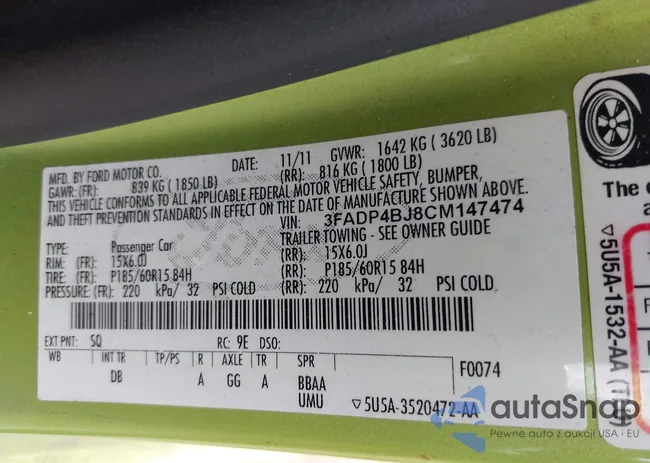 MFD. BY FORD MOTOR CO. DATE: 11/11 GVWR: 1642 KG ( 3620 LB)
GAWR: (FR): 839 KG ( 1850 LB) (RR): 816 KG ( 1800 LB)
THIS VEHICLE CONFORMS TO ALL APPLICABLE FEDERAL MOTOR VEHICLE SAFETY, BUMPER,
AND THEFT PREVENTION STANDARDS IN EFFECT ON THE DATE OF MANUFACTURE SHOWN ABOVE.
VIN: 3FADP4BJ8CM147474
TYPE: Passenger Car TRAILER TOWING - SEE OWNER GUIDE
RIM: (FR): 15X6.0J (RR): 15X6.0J
TIRE: (FR): P185/60R15 84H (RR): P185/60R15 84H
PRESSURE: (FR): 220 kPa/ 32 PSI COLD (RR): 220 kPa/ 32 PSI COLD
EXT PNT: SQ RC: 9E DSO:
WB INT TR TP/PS R AXLE TR SPR F0074
DB A GG A BBAA
UMU ▽5U5A-3520472-AA
The
▽5U5A-1532-AA
autoSnap
Pewne auto z aukcji USA i EU